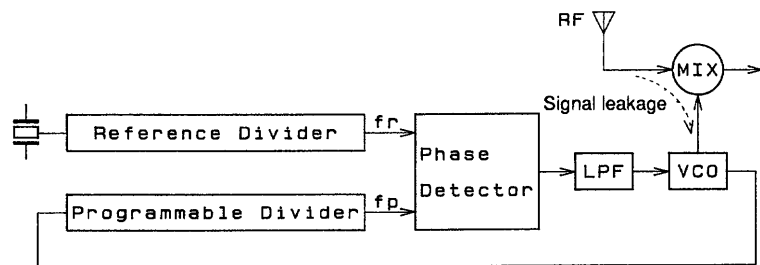 RF
MIX
Signal leakage
Reference Divider
fr
Phase
Detector
LPF
VCO
Programmable Divider
fp